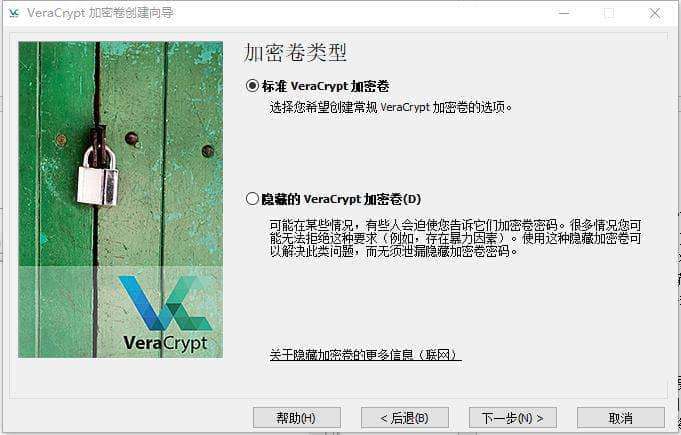 VeraCrypt 加密卷创建向导
加密卷类型
标准 VeraCrypt 加密卷
选择您希望创建常规 VeraCrypt 加密卷的选项。
隐藏的 VeraCrypt 加密卷(D)
可能在某些情况，有些人会迫使您告诉它们加密卷密码。很多情况您可
能无法拒绝这种要求（例如，存在暴力因素）。使用这种隐藏加密卷可
以解决此类问题，而无须泄漏隐藏加密卷密码。
VeraCrypt
关于隐藏加密卷的更多信息（联网）
帮助(H)
< 后退(B)
下一步(N) >
取消